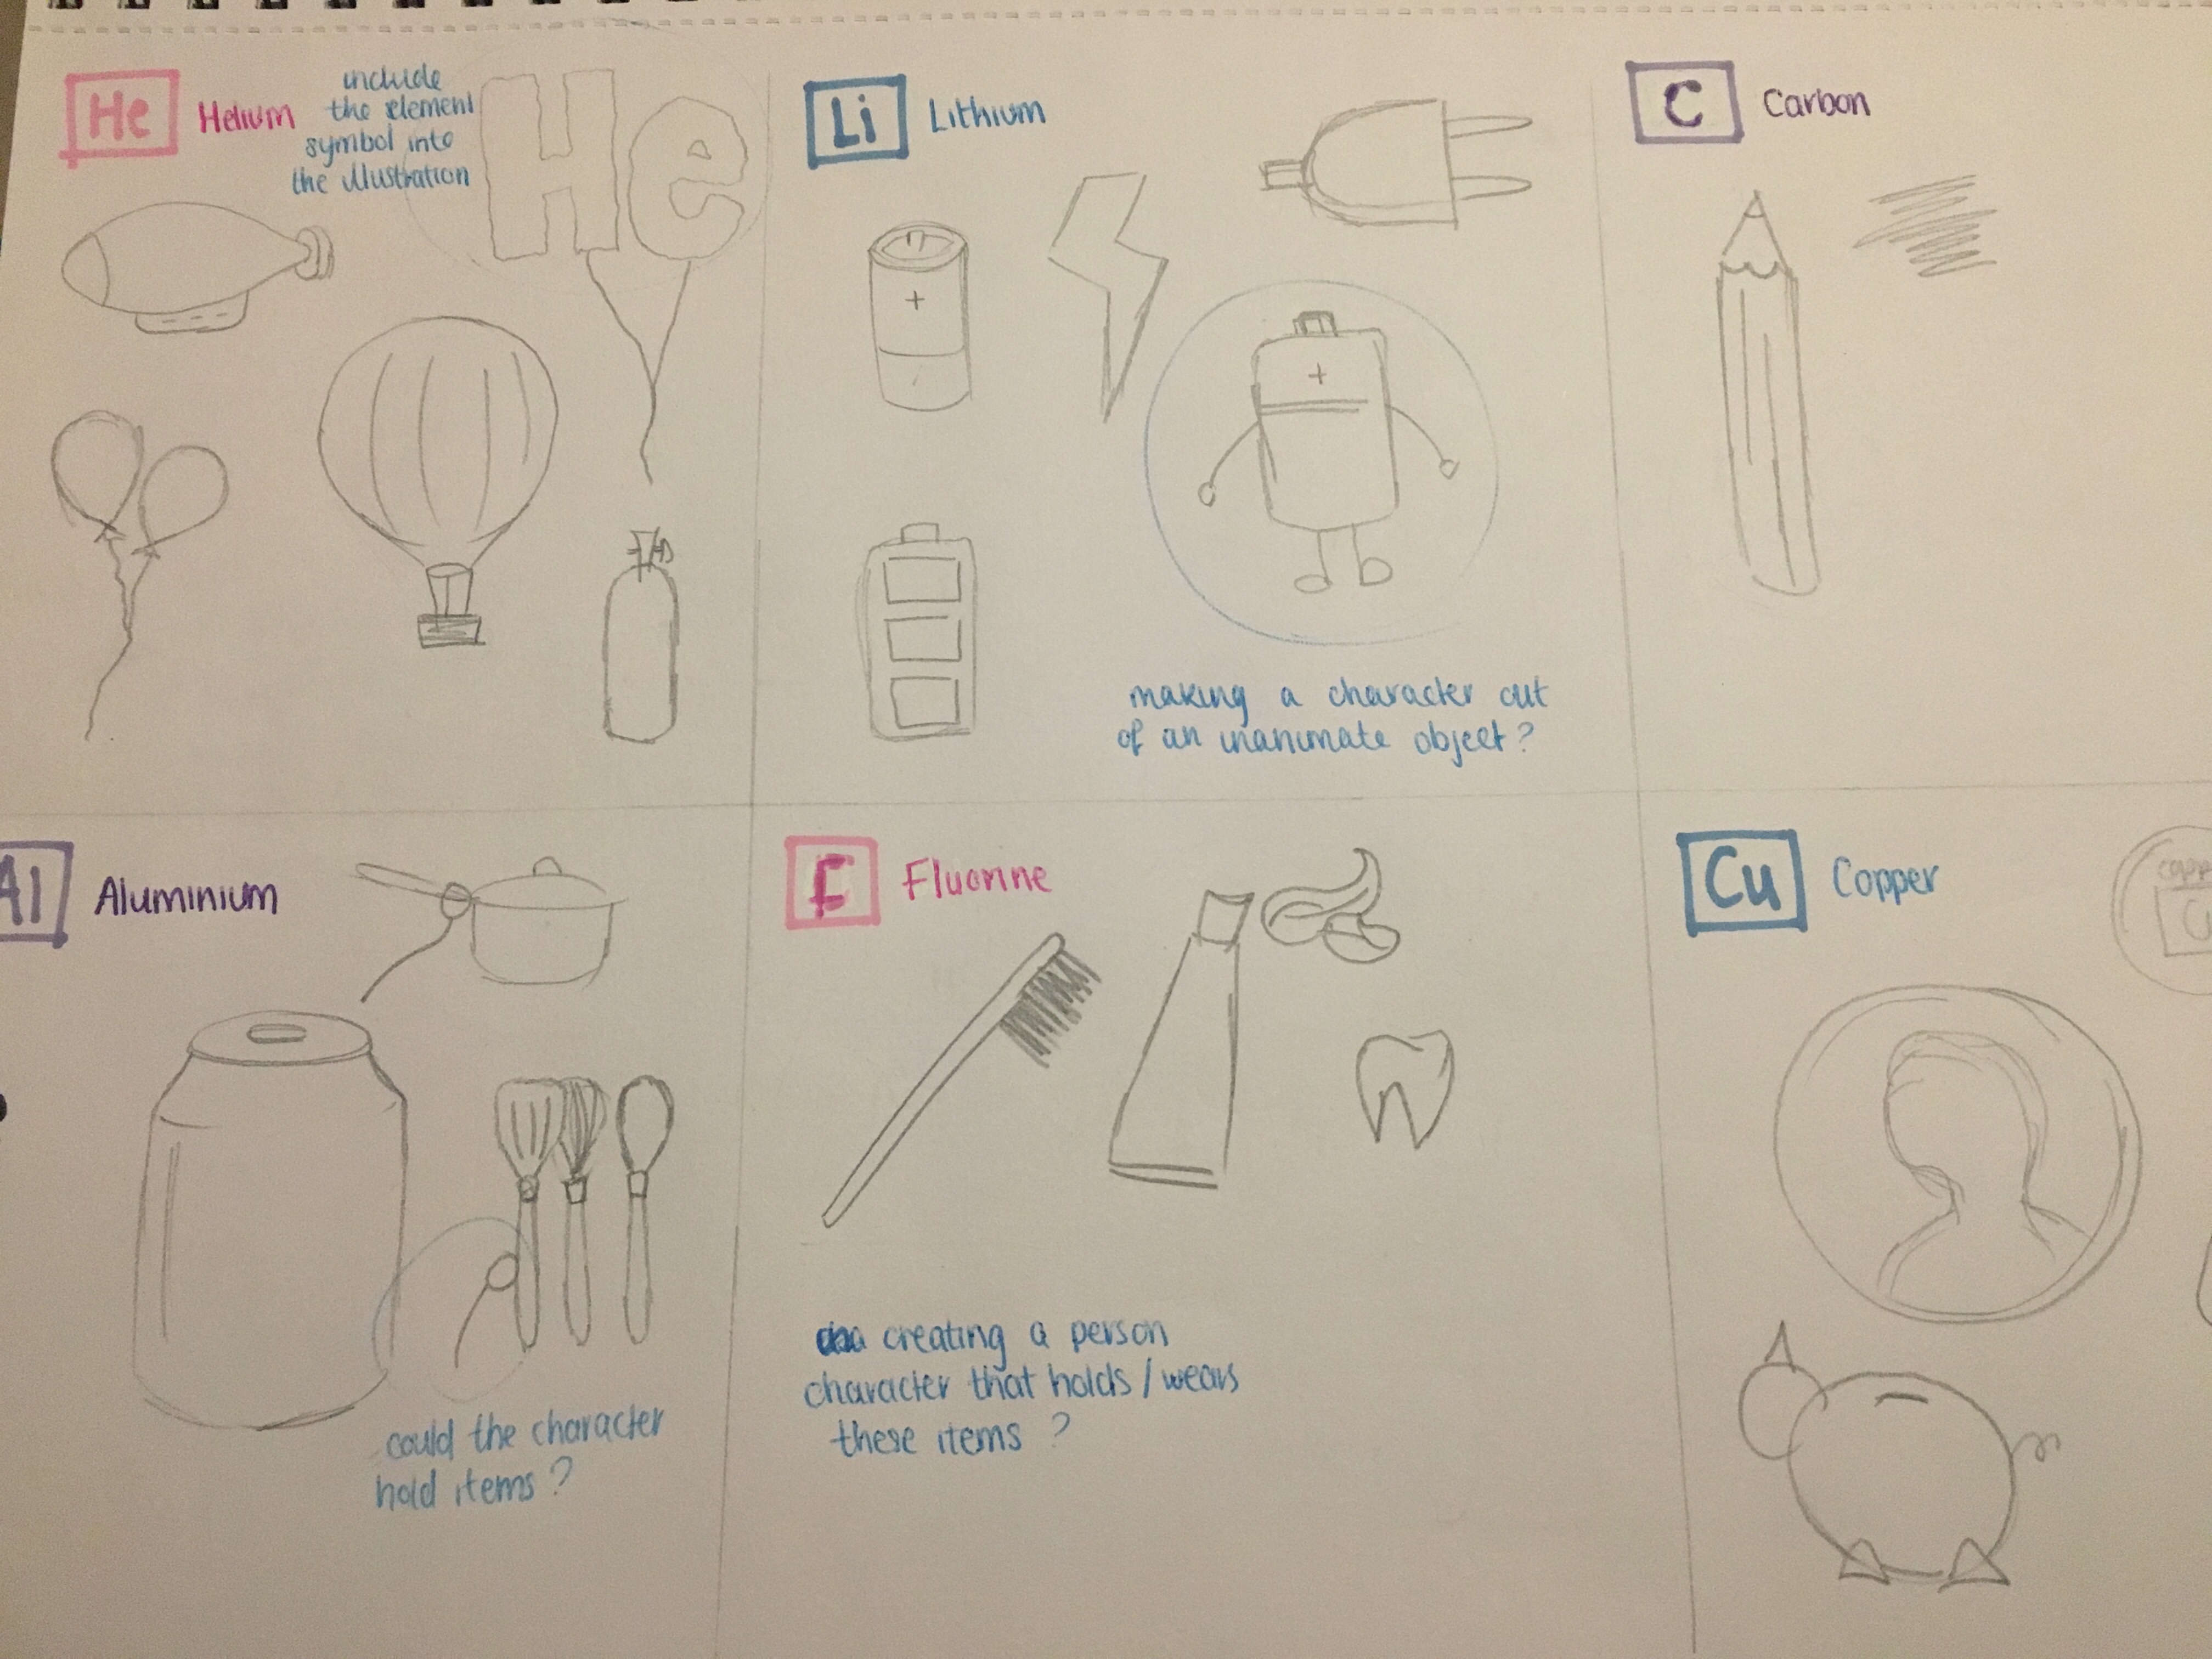 He
Helium
include
the element
symbol into
the illustration
He
Li
Lithium
+
+
making a character out
of an inanimate object?
C
Carbon
Al
Aluminium
could the character
hold items?
F
Fluorine
creating a person
character that holds/wears
these items?
Cu
Copper